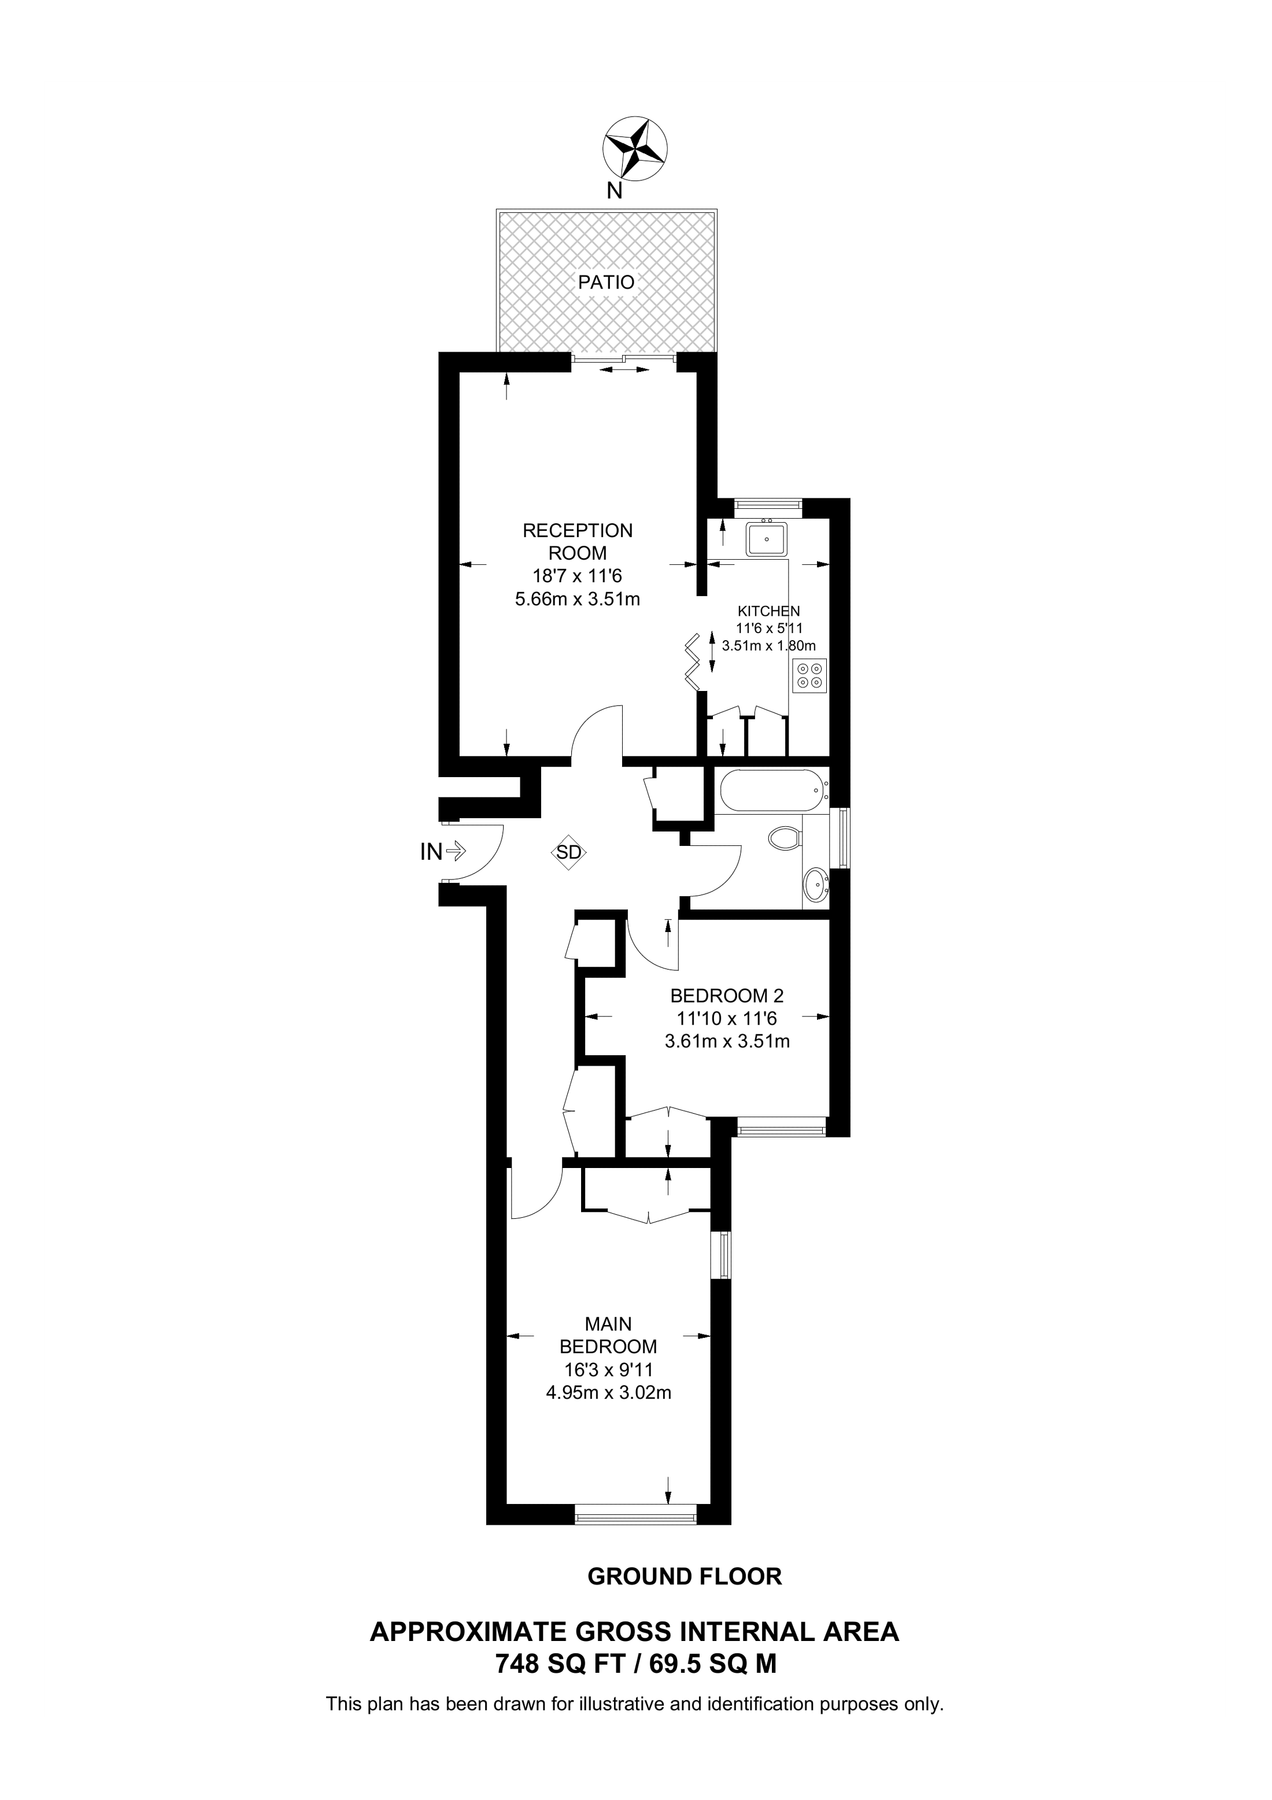 N
PATIO
RECEPTION
ROOM
18'7 x 11'6
5.66m x 3.51m
KITCHEN
11'6 x 5'11
3.51m x 1.80m
IN
SD
BEDROOM 2
11'10 x 11'6
3.61m x 3.51m
MAIN
BEDROOM
16'3 x 9'11
4.95m x 3.02m
GROUND FLOOR
APPROXIMATE GROSS INTERNAL AREA
748 SQ FT / 69.5 SQ M
This plan has been drawn for illustrative and identification purposes only.